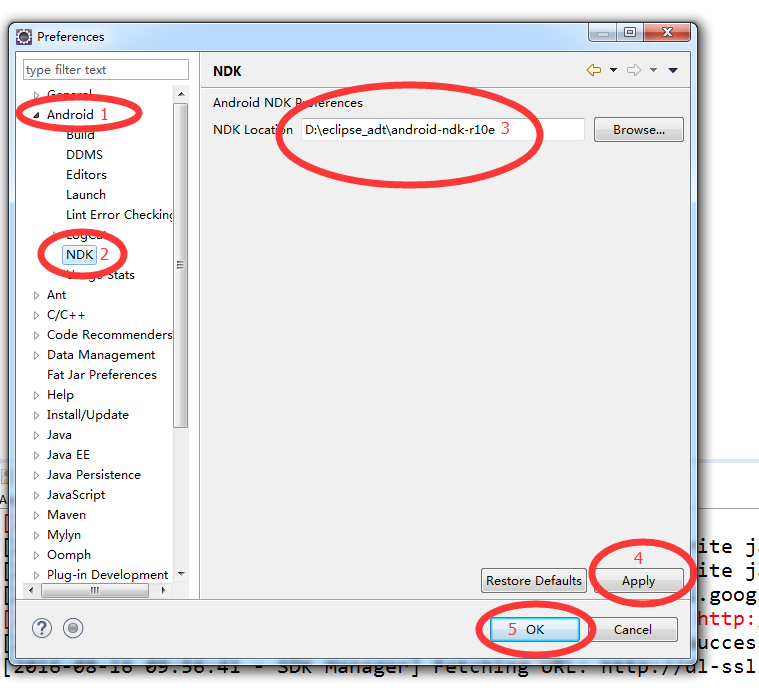 Preferences
type filter text
General
Android 1
Build
DDMS
Editors
Launch
Lint Error Checking
LogCat
NDK 2
Usage Stats
Ant
C/C++
Code Recommenders
Data Management
Fat Jar Preferences
Help
Install/Update
Java
Java EE
Java Persistence
JavaScript
Maven
Mylyn
Oomph
Plug-in Development
NDK
Android NDK Preferences
NDK Location D:\eclipse_adt\android-ndk-r10e 3 Browse...
4
Restore Defaults Apply
5 OK Cancel
ite j
ite j
.goog
http:
ucces
[2016-08-16 09:56:41 - SDK Manager] Fetching URL: http://dl-ssl